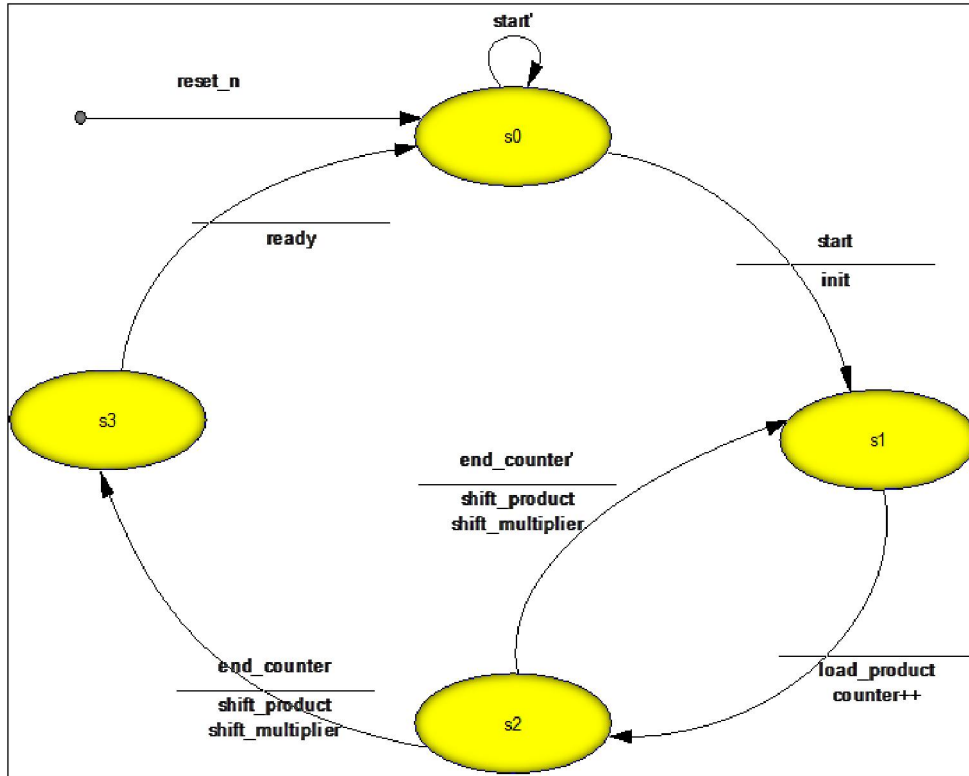 start'
reset_n
s0
ready
start
init
s3
s1
end_counter'
shift_product
shift_multiplier
end_counter
shift_product
shift_multiplier
load_product
counter++
s2